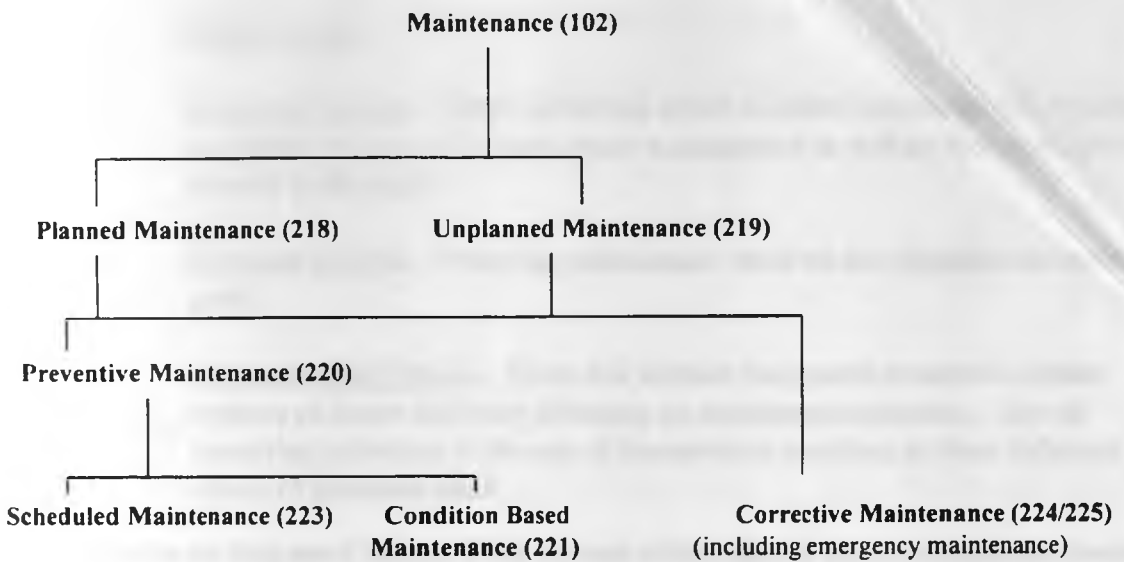 Maintenance (102)
Planned Maintenance (218)
Unplanned Maintenance (219)
Preventive Maintenance (220)
Scheduled Maintenance (223)
Condition Based
Maintenance (221)
Corrective Maintenance (224/225)
(including emergency maintenance)